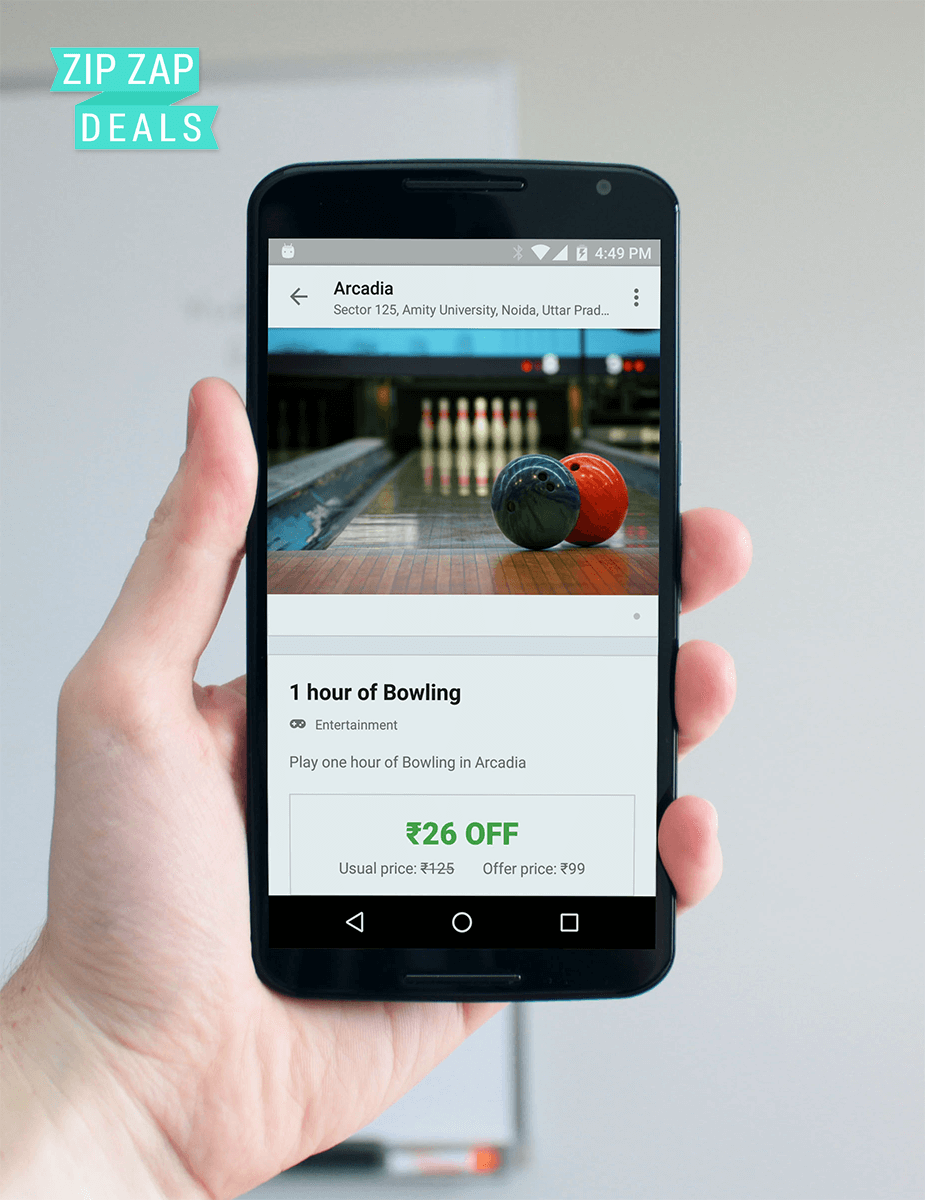 ZIP ZAP
DEALS
4:49 PM
Arcadia
Sector 125, Amity University, Noida, Uttar Prad...
1 hour of Bowling
Entertainment
Play one hour of Bowling in Arcadia
₹26 OFF
Usual price: ₹125 Offer price: ₹99